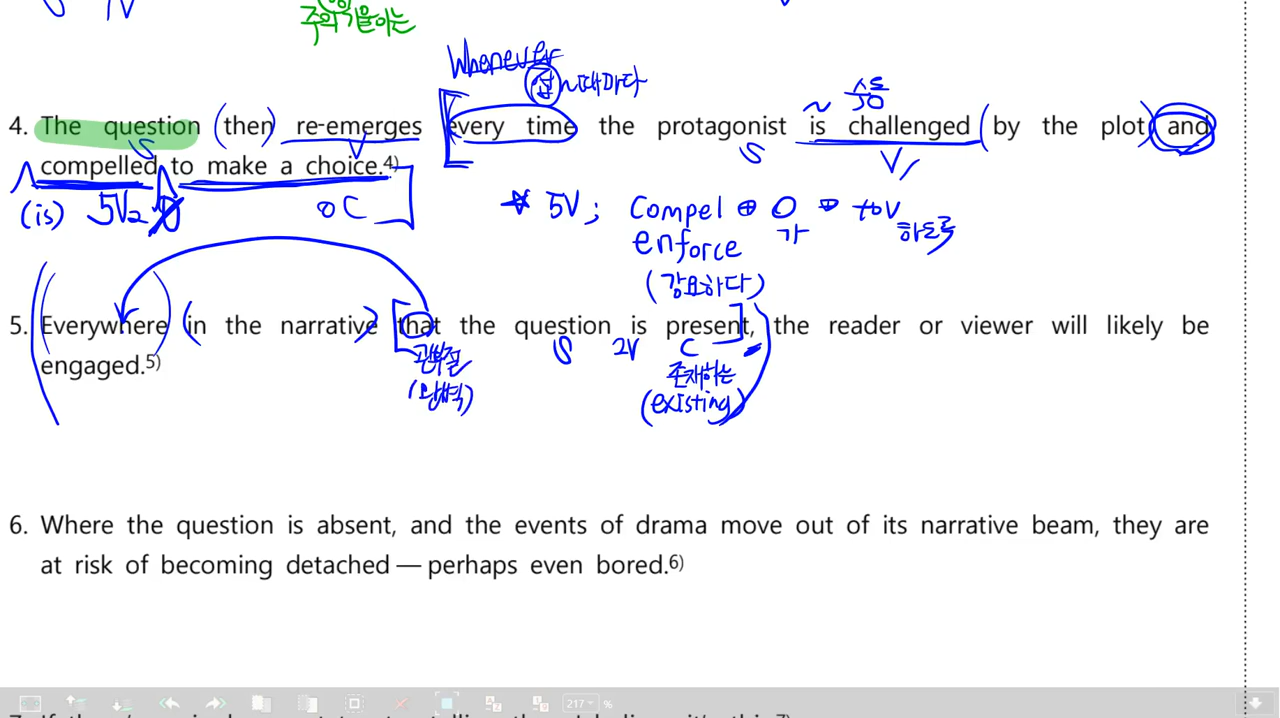 S IV
주의 기울이는
Whenever
접 ~때마다
~ 수동
4. The question (then) re-emerges every time the protagonist is challenged (by the plot) and
S V S V
compelled to make a choice.4)
(is) 5V2 OC
☆ 5V ; Compel ⊕ O ⊕ toV
가 하도록
enforce
(강요하다)
5. Everywhere (in the narrative) [that the question is present], the reader or viewer will likely be
S 2V C
engaged.5)
존재하는
(existing)
6. Where the question is absent, and the events of drama move out of its narrative beam, they are
at risk of becoming detached — perhaps even bored.6)
217 %